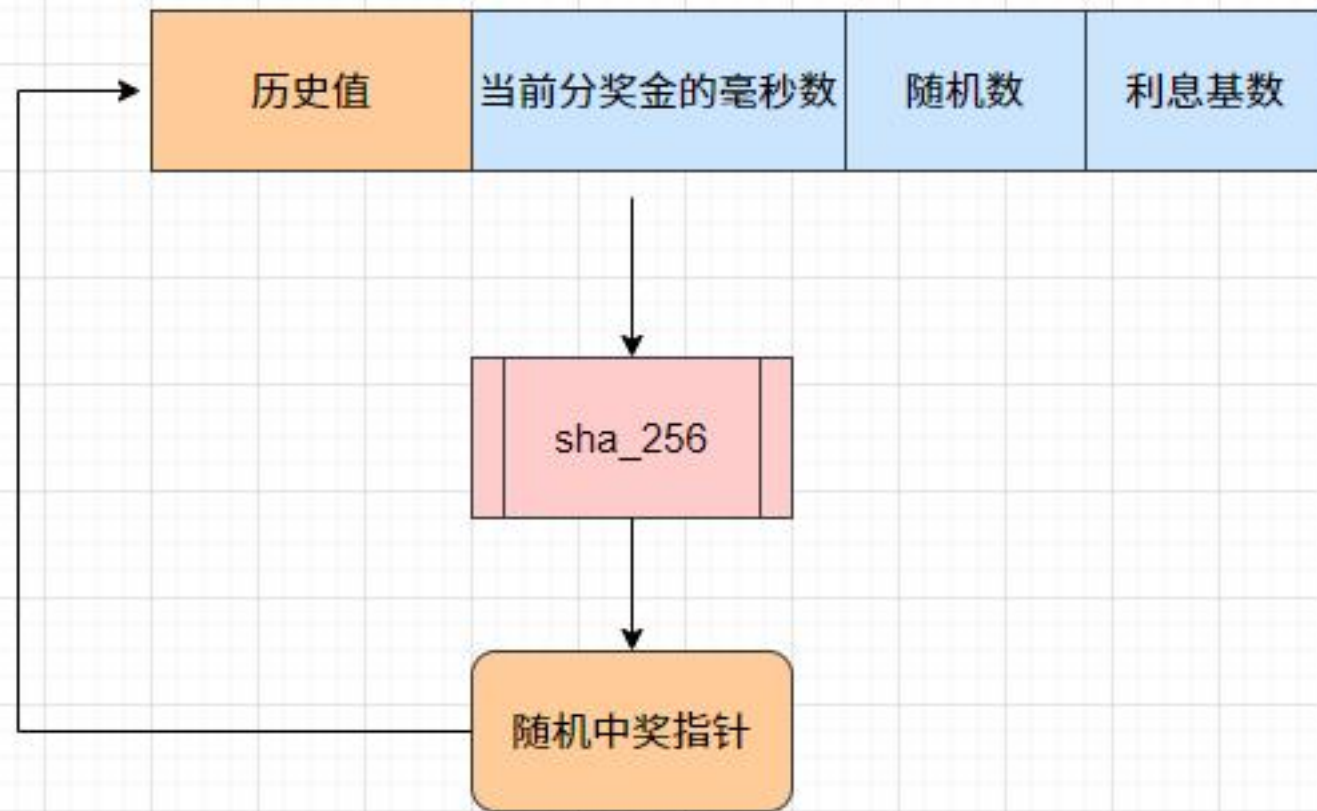 历史值
当前分奖金的毫秒数
随机数
利息基数
sha_256
随机中奖指针